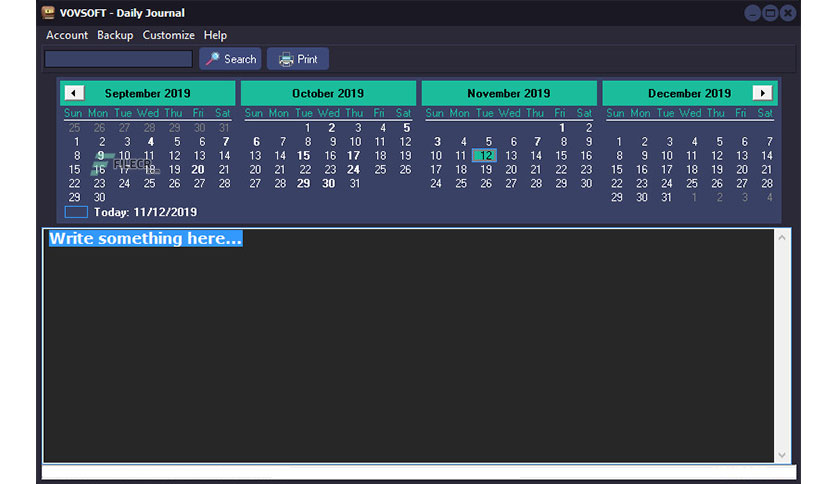 VOVSOFT - Daily Journal
Account Backup Customize Help
Search Print
September 2019 October 2019 November 2019 December 2019
Sun Mon Tue Wed Thu Fri Sat Sun Mon Tue Wed Thu Fri Sat Sun Mon Tue Wed Thu Fri Sat Sun Mon Tue Wed Thu Fri Sat
25 26 27 28 29 30 31 1 2 3 4 5 1 2
1 2 3 4 5 6 7 6 7 8 9 10 11 12 3 4 5 6 7 8 9 1 2 3 4 5 6 7
8 9 10 11 12 13 14 13 14 15 16 17 18 19 10 11 12 13 14 15 16 8 9 10 11 12 13 14
FILECR
15 16 17 18 19 20 21 20 21 22 23 24 25 26 17 18 19 20 21 22 23 15 16 17 18 19 20 21
22 23 24 25 26 27 28 27 28 29 30 31 24 25 26 27 28 29 30 22 23 24 25 26 27 28
29 30 29 30 31 1 2 3 4
Today: 11/12/2019
Write something here...